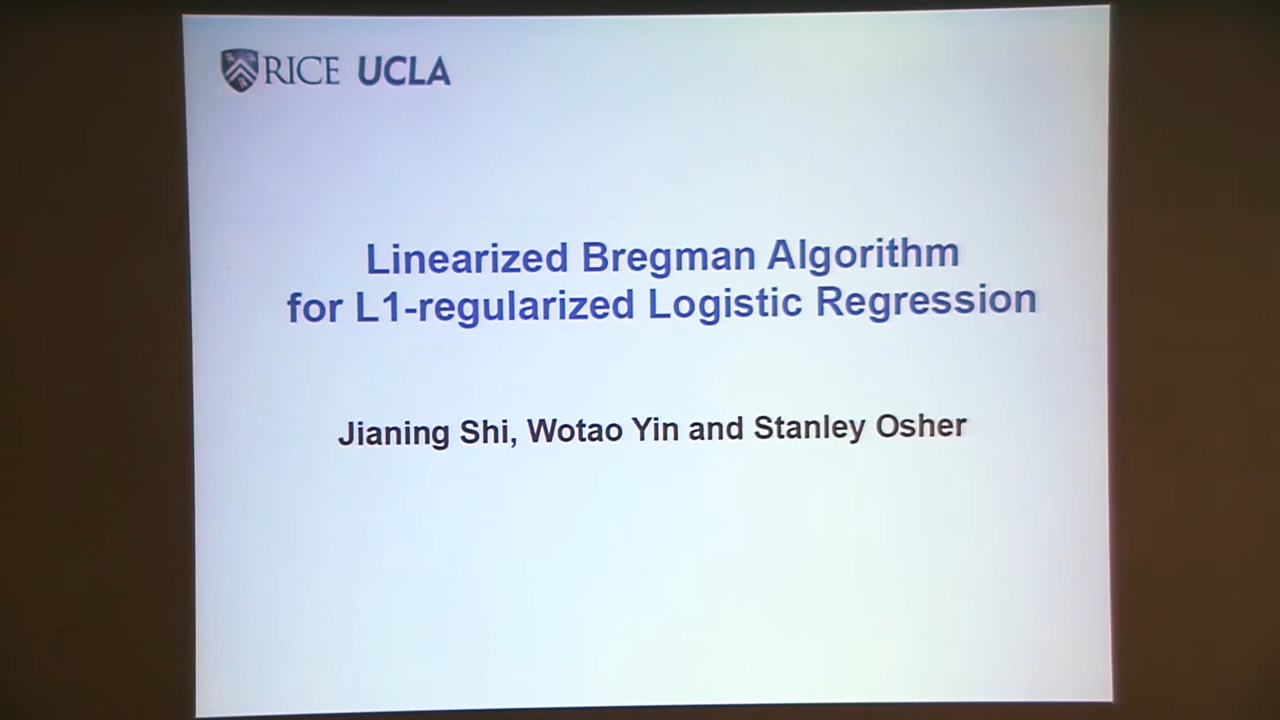 RICE UCLA
Linearized Bregman Algorithm
for L1-regularized Logistic Regression
Jianing Shi, Wotao Yin and Stanley Osher